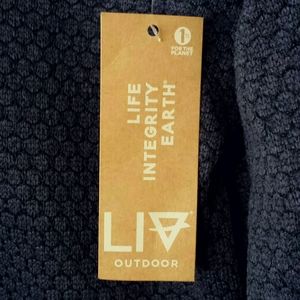 1%
FOR THE
PLANET
LIFE
INTEGRITY
EARTH®
LIV
OUTDOOR®